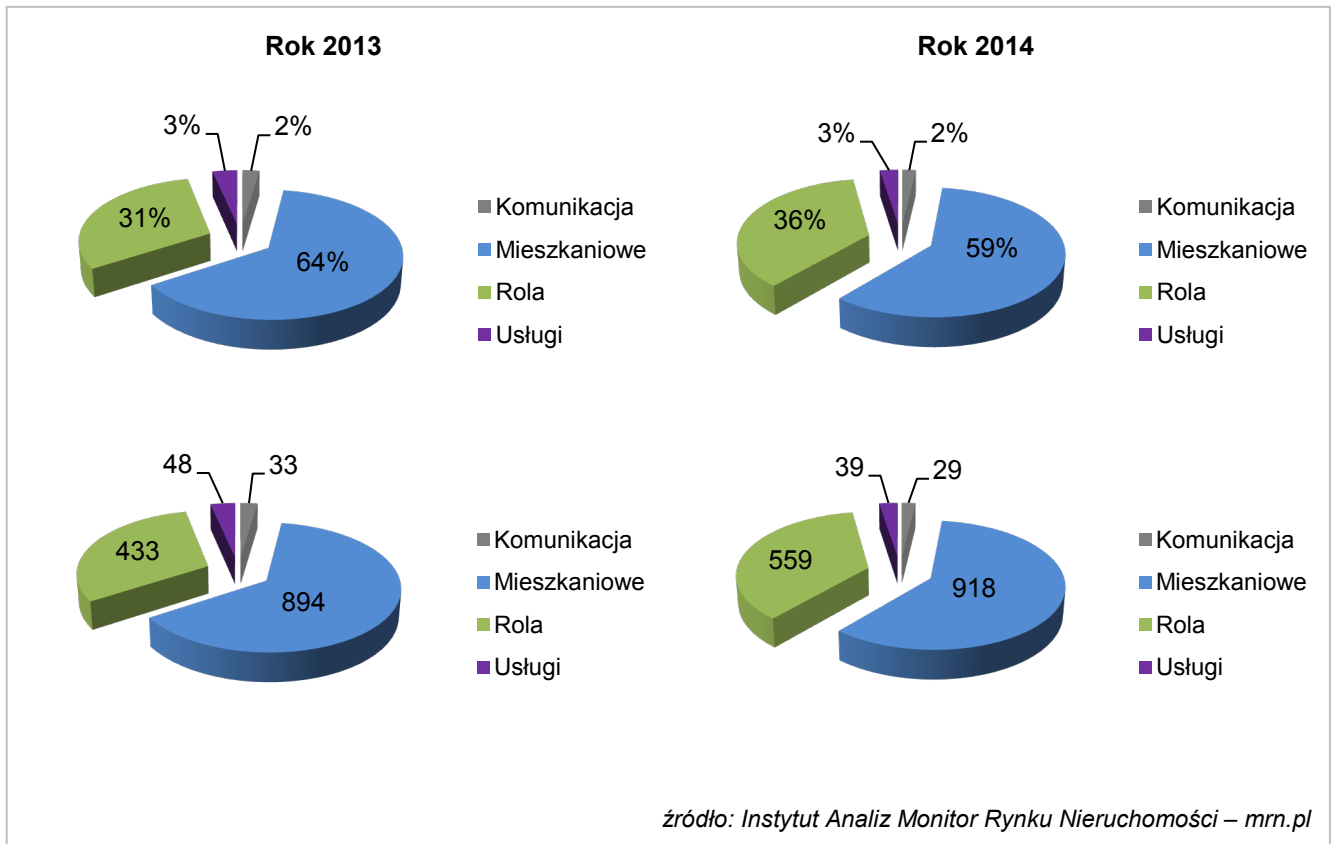 Rok 2013
3%
2%
31%
64%
Komunikacja
Mieszkaniowe
Rola
Usługi
Rok 2014
3%
2%
36%
59%
Komunikacja
Mieszkaniowe
Rola
Usługi
48
33
433
894
Komunikacja
Mieszkaniowe
Rola
Usługi
39
29
559
918
Komunikacja
Mieszkaniowe
Rola
Usługi
źródło: Instytut Analiz Monitor Rynku Nieruchomości – mrn.pl